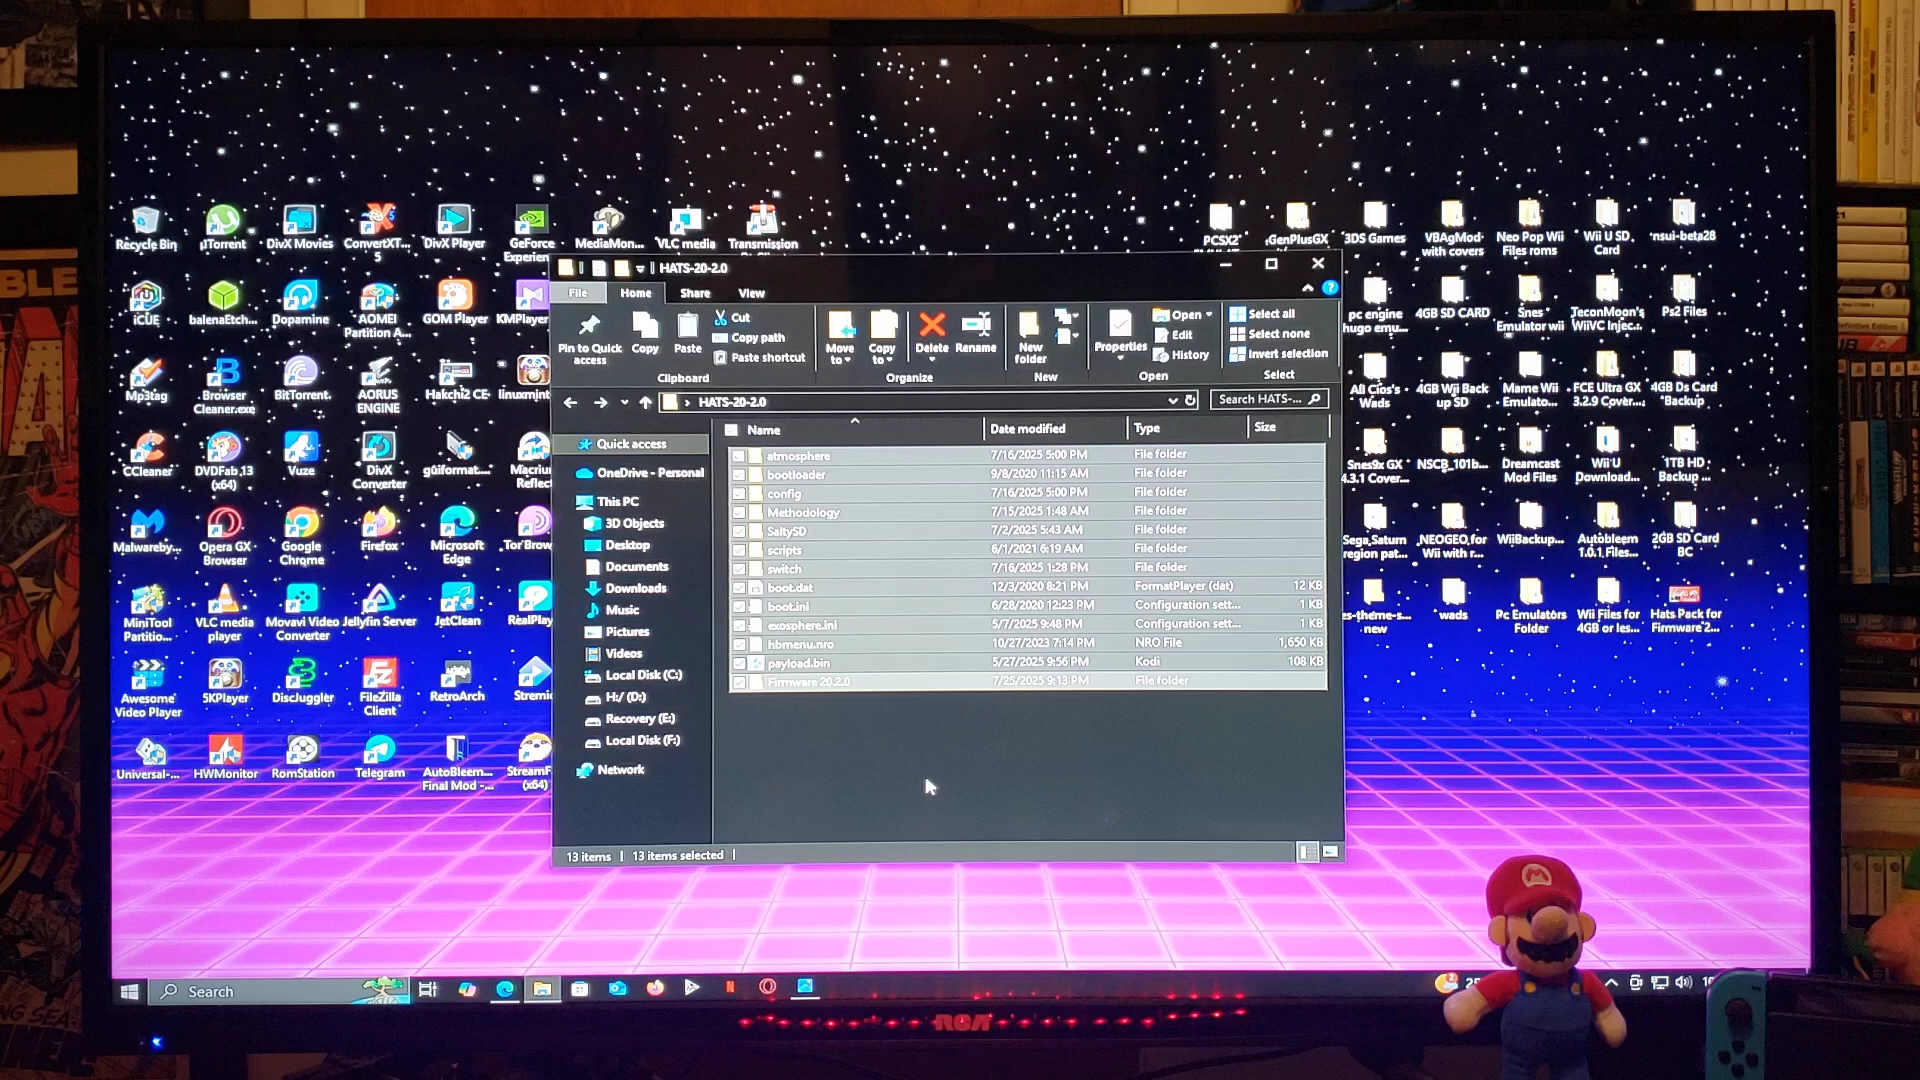 Recycle Bin
µTorrent
DivX Movies
ConvertXT...
5
DivX Player
GeForce
Experien
MediaMon...
VLC media
Transmission
PCSX2
GenPlusGX
3DS Games
VBAgMod
with covers
Neo Pop Wii
Files roms
Wii U SD
Card
nsui-beta28
iCUE
balenaEtch...
Dopamine
AOMEI
Partition A...
GOM Player
KMPlayer
pc engine
hugo emu...
4GB SD CARD
Snes
Emulator wii
TeconMoon's
WiiVC Injec...
Ps2 Files
Mp3tag
Browser
Cleaner.exe
BitTorrent
AORUS
ENGINE
Hakchi2 CE
linuxmint
All Cios's
Wads
4GB Wii Back
up SD
Mame Wii
Emulato...
FCE Ultra GX
3.2.9 Cover...
4GB Ds Card
Backup
CCleaner
DVDFab 13
(x64)
Vuze
DivX
Converter
guiformat....
Macriu
Reflect
Snes9x GX
4.3.1 Cover...
NSCB_101b...
Dreamcast
Mod Files
Wii U
Download...
1TB HD
Backup ...
Malwareby...
Opera GX
Browser
Google
Chrome
Firefox
Microsoft
Edge
Tor Brow
Sega Saturn
region pat...
NEOGEO for
Wii with r...
WiiBackup...
Autobleem
1.0.1 Files...
2GB SD Card
BC
MiniTool
Partitio...
VLC media
player
Movavi Video
Converter
Jellyfin Server
JetClean
RealPlay
es-theme-s...
new
wads
Pc Emulators
Folder
Wii Files for
4GB or les...
Hats Pack for
Firmware 2...
Awesome
Video Player
5KPlayer
DiscJuggler
FileZilla
Client
RetroArch
Stremi
Universal-...
HWMonitor
RomStation
Telegram
AutoBleem...
Final Mod -...
StreamF
(x64)
HATS-20-2.0
File
Home
Share
View
Pin to Quick
access
Copy
Paste
Cut
Copy path
Paste shortcut
Clipboard
Move
to
Copy
to
Delete
Rename
Organize
New
folder
New
Properties
Open
Edit
History
Open
Select all
Select none
Invert selection
Select
HATS-20-2.0
Search HATS-...
Quick access
OneDrive - Personal
This PC
3D Objects
Desktop
Documents
Downloads
Music
Pictures
Videos
Local Disk (C:)
H:/ (D:)
Recovery (E:)
Local Disk (F:)
Network
Name Date modified Type Size
atmosphere 7/16/2025 5:00 PM File folder
bootloader 9/8/2020 11:15 AM File folder
config 7/16/2025 5:00 PM File folder
Methodology 7/15/2025 1:48 AM File folder
SaltySD 7/2/2025 5:43 AM File folder
scripts 6/1/2021 6:19 AM File folder
switch 7/16/2025 1:28 PM File folder
boot.dat 12/3/2020 8:21 PM FormatPlayer (dat) 12 KB
boot.ini 6/28/2020 12:23 PM Configuration sett... 1 KB
exosphere.ini 5/7/2025 9:48 PM Configuration sett... 1 KB
hbmenu.nro 10/27/2023 7:14 PM NRO File 1,650 KB
payload.bin 5/27/2025 9:56 PM Kodi 108 KB
Firmware 20.2.0 7/25/2025 9:13 PM File folder
13 items
13 items selected
Search
RCA